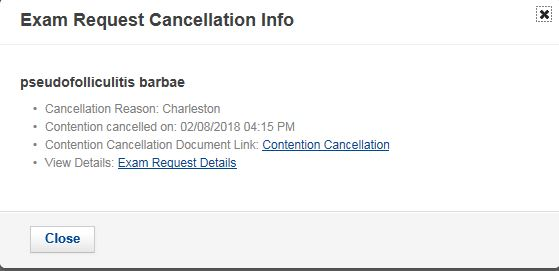 Exam Request Cancellation Info
pseudofolliculitis barbae
• Cancellation Reason: Charleston
• Contention cancelled on: 02/08/2018 04:15 PM
• Contention Cancellation Document Link: Contention Cancellation
• View Details: Exam Request Details
Close